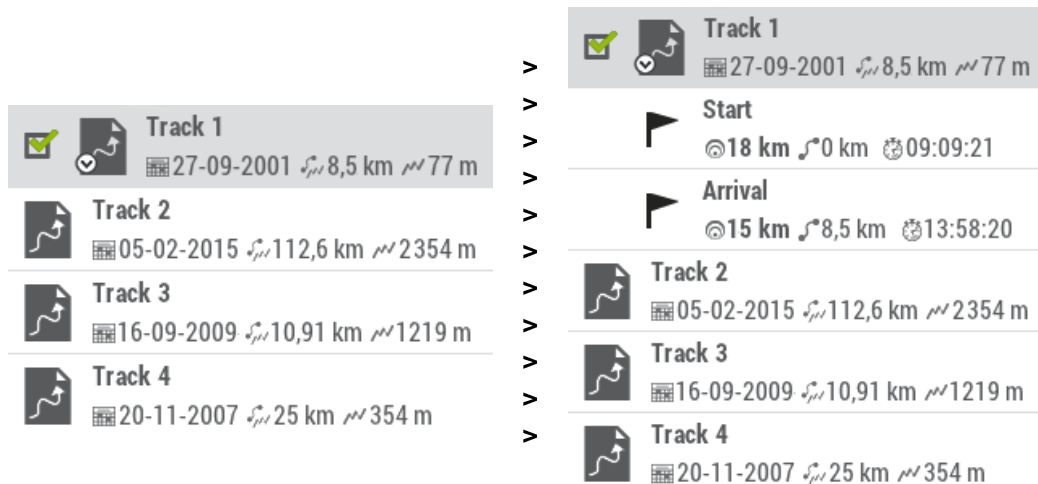 Track 1
27-09-2001 8,5 km 77 m
Track 2
05-02-2015 112,6 km 2354 m
Track 3
16-09-2009 10,91 km 1219 m
Track 4
20-11-2007 25 km 354 m
>
>
>
>
>
>
>
>
>
>
>
Track 1
27-09-2001 8,5 km 77 m
Start
18 km 0 km 09:09:21
Arrival
15 km 8,5 km 13:58:20
Track 2
05-02-2015 112,6 km 2354 m
Track 3
16-09-2009 10,91 km 1219 m
Track 4
20-11-2007 25 km 354 m